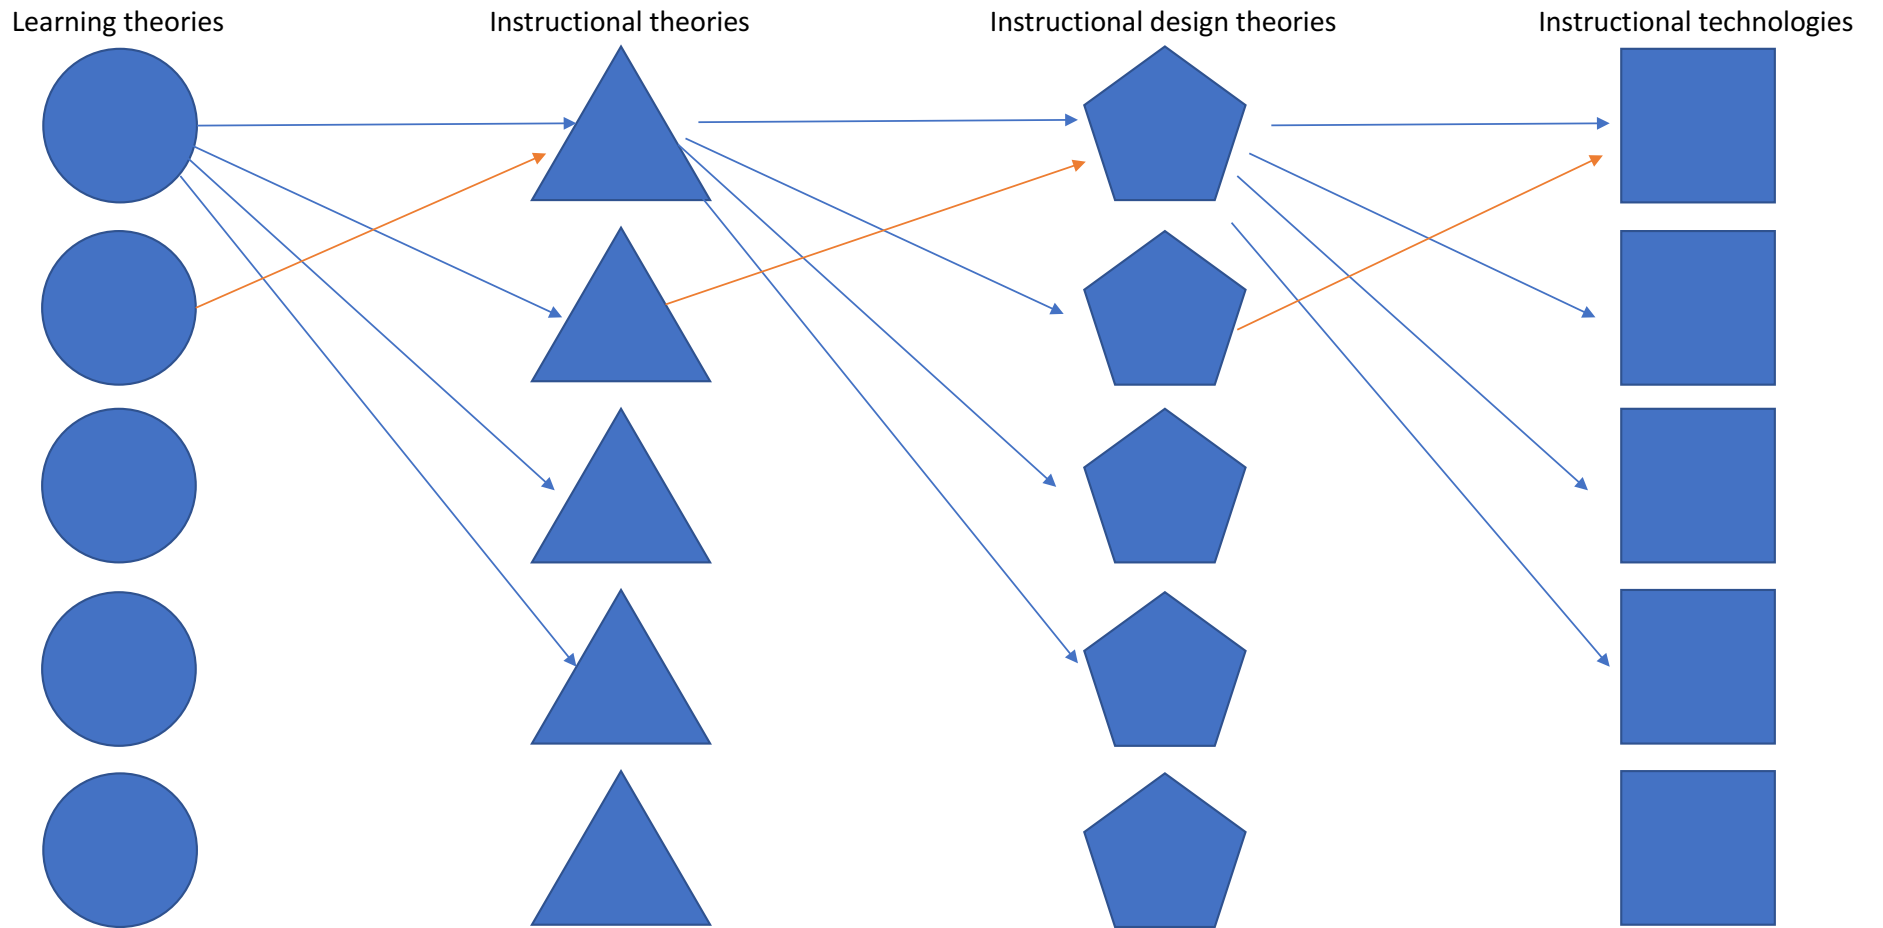 Learning theories
Instructional theories
Instructional design theories
Instructional technologies